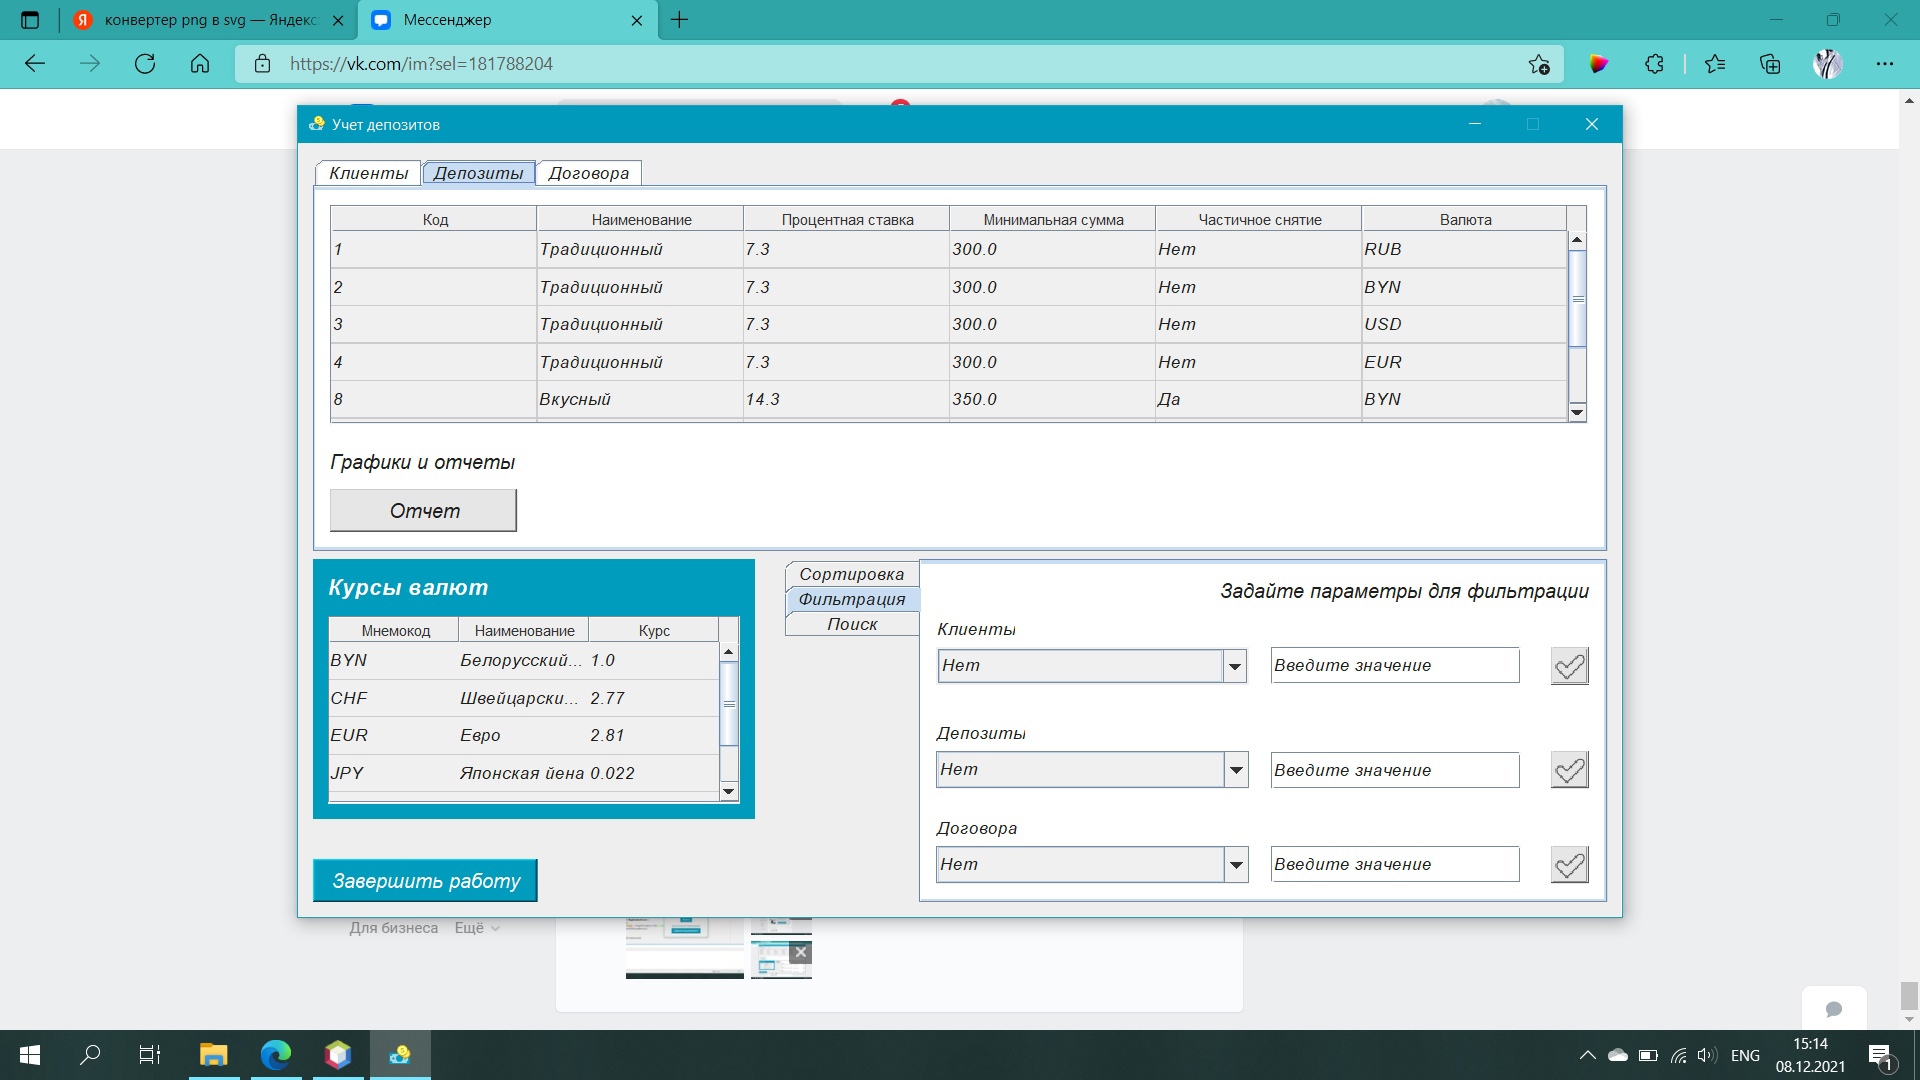 конвертер png в svg — Яндекс
Мессенджер
https://vk.com/im?sel=181788204
Учет депозитов
Клиенты Депозиты Договора
Код Наименование Процентная ставка Минимальная сумма Частичное снятие Валюта
1 Традиционный 7.3 300.0 Нет RUB
2 Традиционный 7.3 300.0 Нет BYN
3 Традиционный 7.3 300.0 Нет USD
4 Традиционный 7.3 300.0 Нет EUR
8 Вкусный 14.3 350.0 Да BYN
Графики и отчеты
Отчет
Курсы валют
Мнемокод Наименование Курс
BYN Белорусский... 1.0
CHF Швейцарски... 2.77
EUR Евро 2.81
JPY Японская йена 0.022
Завершить работу
Сортировка
Фильтрация
Поиск
Задайте параметры для фильтрации
Клиенты
Нет Введите значение
Депозиты
Нет Введите значение
Договора
Нет Введите значение
Для бизнеса Ещё
ENG
15:14
08.12.2021
1